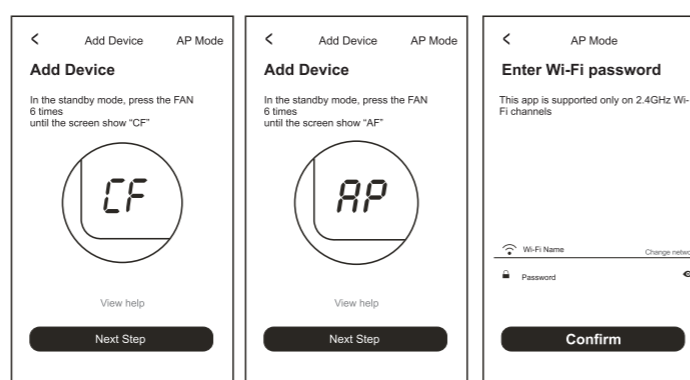 Add Device AP Mode
Add Device
In the standby mode, press the FAN
6 times
until the screen show “CF”
CF
View help
Next Step
Add Device AP Mode
Add Device
In the standby mode, press the FAN
6 times
until the screen show “AF”
AP
View help
Next Step
AP Mode
Enter Wi-Fi password
This app is supported only on 2.4GHz Wi-
Fi channels
Wi-Fi Name
Password
Confirm